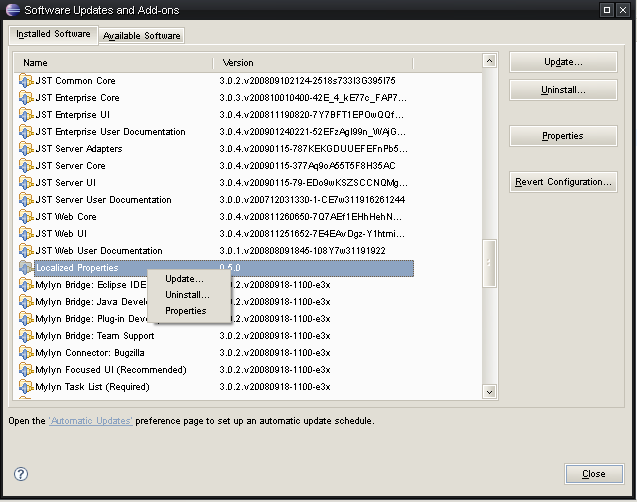 Software Updates and Add-ons
Installed Software Available Software
Name Version
JST Common Core 3.0.2.v200809102124-2518s733I3G395I75
JST Enterprise Core 3.0.3.v200810010400-42E_4_kE77c_FAP7...
JST Enterprise UI 3.0.4.v200811190820-7Y7BFT1EPOwQQf...
JST Enterprise User Documentation 3.0.4.v200901240221-52EFzAgI99n_WAjG...
JST Server Adapters 3.0.4.v20090115-787KEKGDUUEFEFnPb5...
JST Server Core 3.0.4.v20090115-377Aq9oA55T5F8H35AC
JST Server UI 3.0.4.v20090115-79-EDo9wKSZSCCNQMg...
JST Server User Documentation 3.0.0.v200712031330-1-CE7w311916261244
JST Web Core 3.0.4.v200811260650-7Q7AEf1EHhHehN...
JST Web UI 3.0.4.v200811251652-7E4EAvDgz-Y1htmi...
JST Web User Documentation 3.0.1.v200808091845-108Y7w31191922
Localized Properties 0.5.0
Mylyn Bridge: Eclipse IDE 3.0.2.v20080918-1100-e3x
Mylyn Bridge: Java Devel 3.0.2.v20080918-1100-e3x
Mylyn Bridge: Plug-in Dev 3.0.2.v20080918-1100-e3x
Mylyn Bridge: Team Support 3.0.2.v20080918-1100-e3x
Mylyn Connector: Bugzilla 3.0.2.v20080918-1100-e3x
Mylyn Focused UI (Recommended) 3.0.2.v20080918-1100-e3x
Mylyn Task List (Required) 3.0.2.v20080918-1100-e3x
Update...
Uninstall...
Properties
Update...
Uninstall...
Properties
Revert Configuration...
Open the 'Automatic Updates' preference page to set up an automatic update schedule.
?
Close